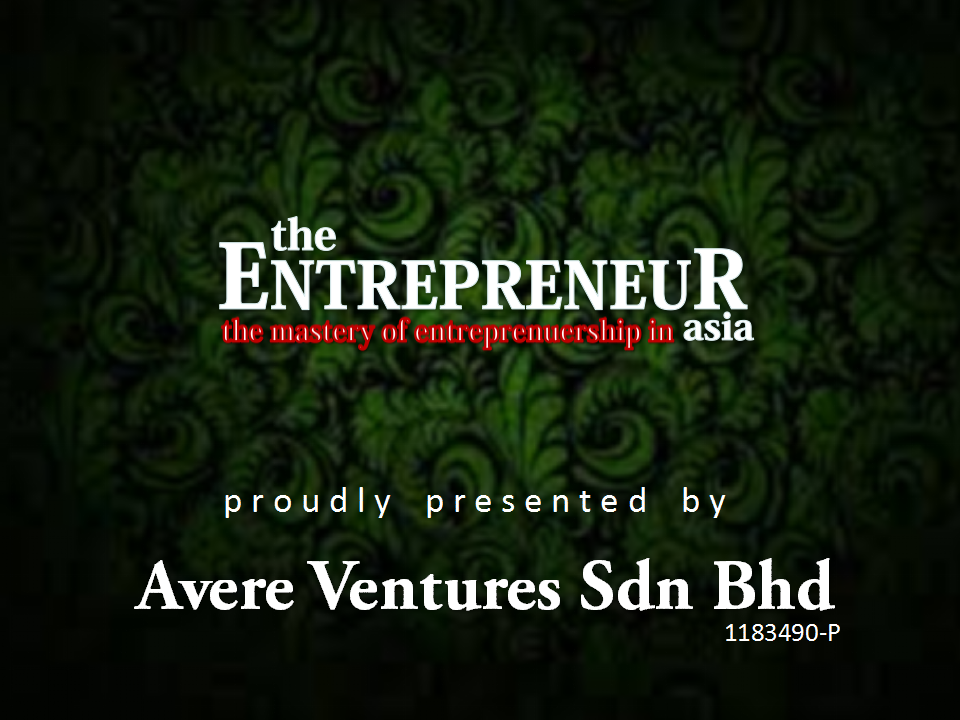 the
ENTREPRENEUR
the mastery of entreprenuership in asia
proudly presented by
Avere Ventures Sdn Bhd
1183490-P